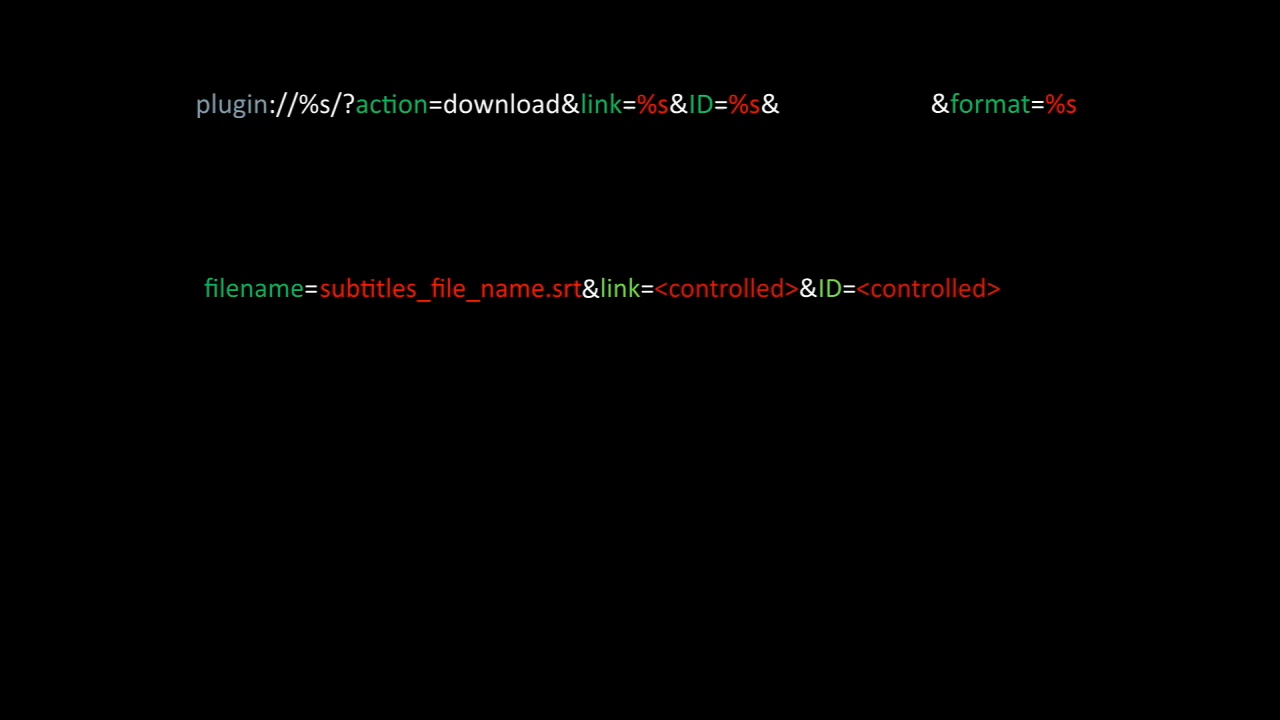 plugin://%s/?action=download&link=%s&ID=%s& &format=%s
filename=subtitles_file_name.srt&link=<controlled>&ID=<controlled>